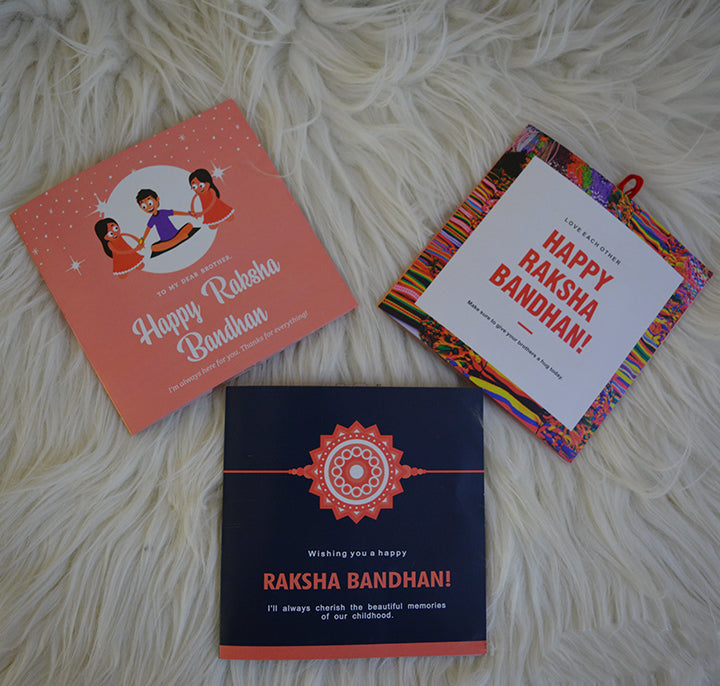 TO MY DEAR BROTHER,
Happy Raksha
Bandhan
I'm always here for you. Thanks for everything!
LOVE EACH OTHER
HAPPY
RAKSHA
BANDHAN!
Make sure to give your brothers a hug today.
Wishing you a happy
RAKSHA BANDHAN!
I'll always cherish the beautiful memories
of our childhood.